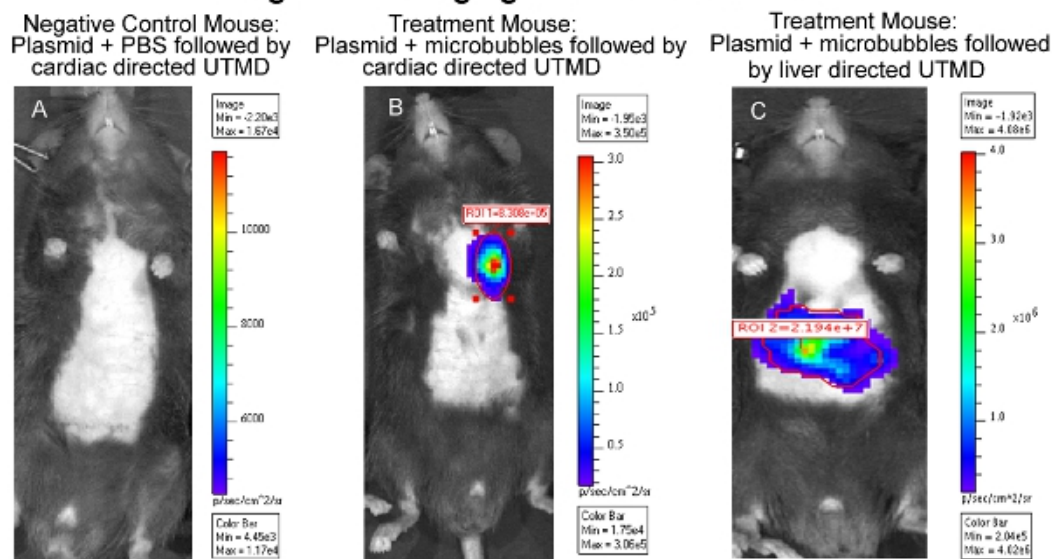 Negative Control Mouse:
Plasmid + PBS followed by
cardiac directed UTMD
Treatment Mouse:
Plasmid + microbubbles followed by
cardiac directed UTMD
Treatment Mouse:
Plasmid + microbubbles followed
by liver directed UTMD
A
Image
Min = -2.20e3
Max = 1.67e4
10000
8000
6000
p/sec/cm^2/sr
Color Bar
Min = 4.45e3
Max = 1.17e4
B
ROI 1=8.308e+05
Image
Min = -1.95e3
Max = 3.50e5
3.0
2.5
2.0
x10^5
1.5
1.0
0.5
p/sec/cm^2/sr
Color Bar
Min = 1.75e4
Max = 3.06e5
C
ROI 2=2.194e+7
Image
Min = -1.92e3
Max = 4.08e6
4.0
3.0
2.0
x10^6
1.0
p/sec/cm^2/sr
Color Bar
Min = 2.04e5
Max = 4.02e6